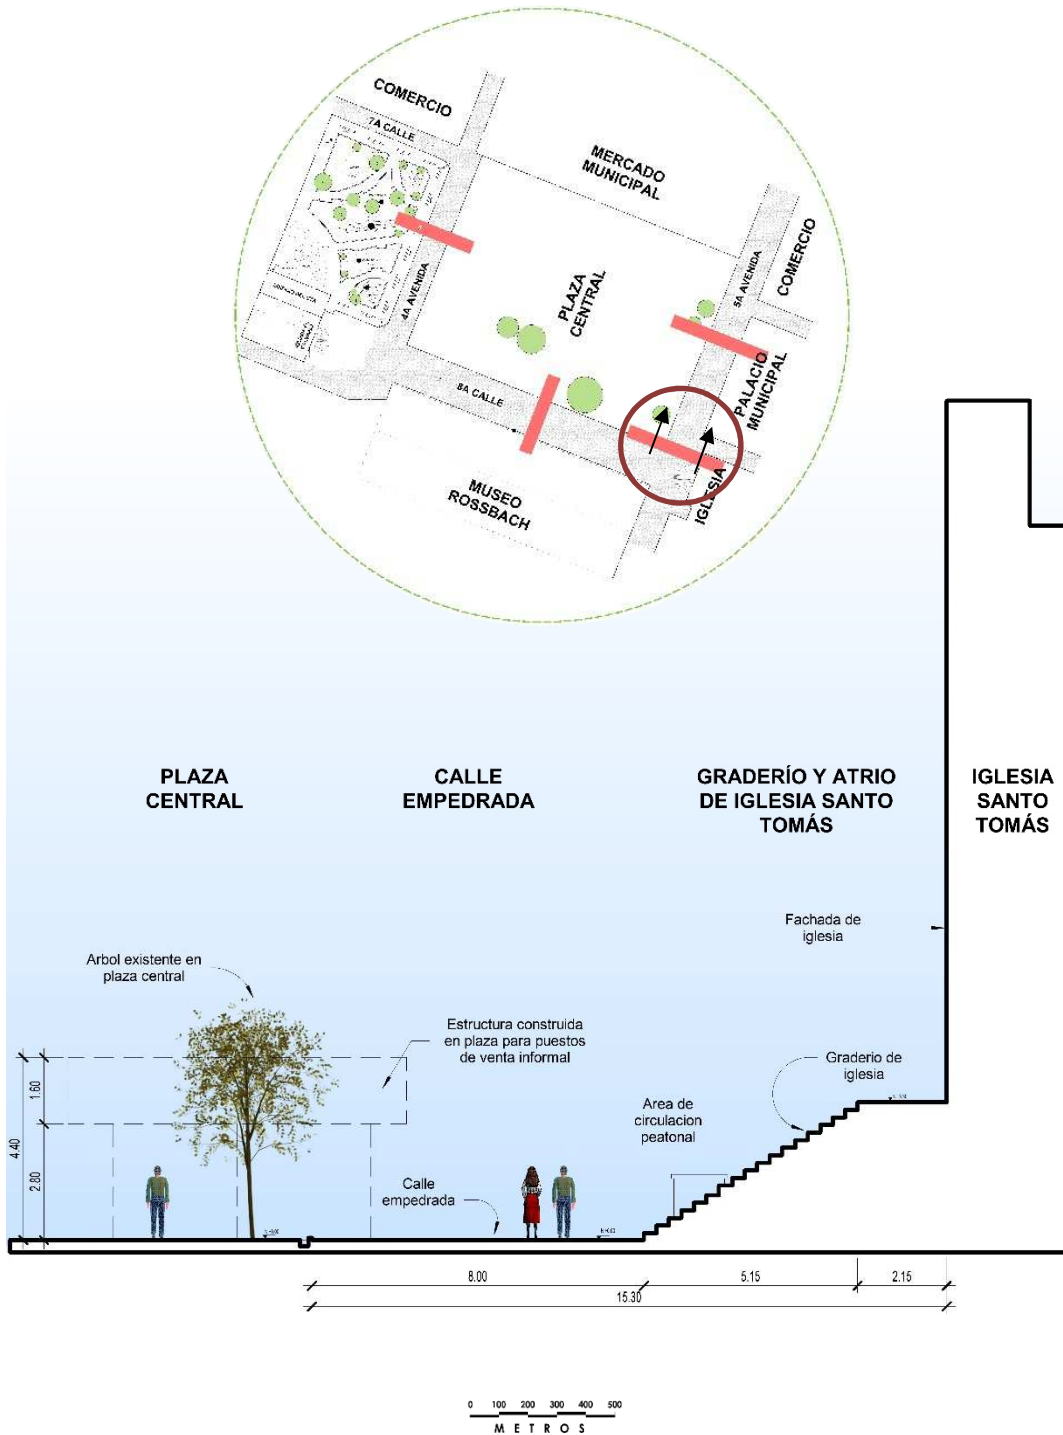 COMERCIO
7A CALLE
MERCADO
MUNICIPAL
COMERCIO
5A AVENIDA
PLAZA
CENTRAL
4A AVENIDA
8A CALLE
PALACIO
MUNICIPAL
MUSEO
ROSSBACH
IGLESIA
PLAZA
CENTRAL
CALLE
EMPEDRADA
GRADERÍO Y ATRIO
DE IGLESIA SANTO
TOMÁS
IGLESIA
SANTO
TOMÁS
Fachada de
iglesia
Arbol existente en
plaza central
Estructura construida
en plaza para puestos
de venta informal
Graderio de
iglesia
Area de
circulacion
peatonal
Calle
empedrada
1.60
4.40
2.80
8.00
5.15
2.15
15.30
0 100 200 300 400 500
METROS